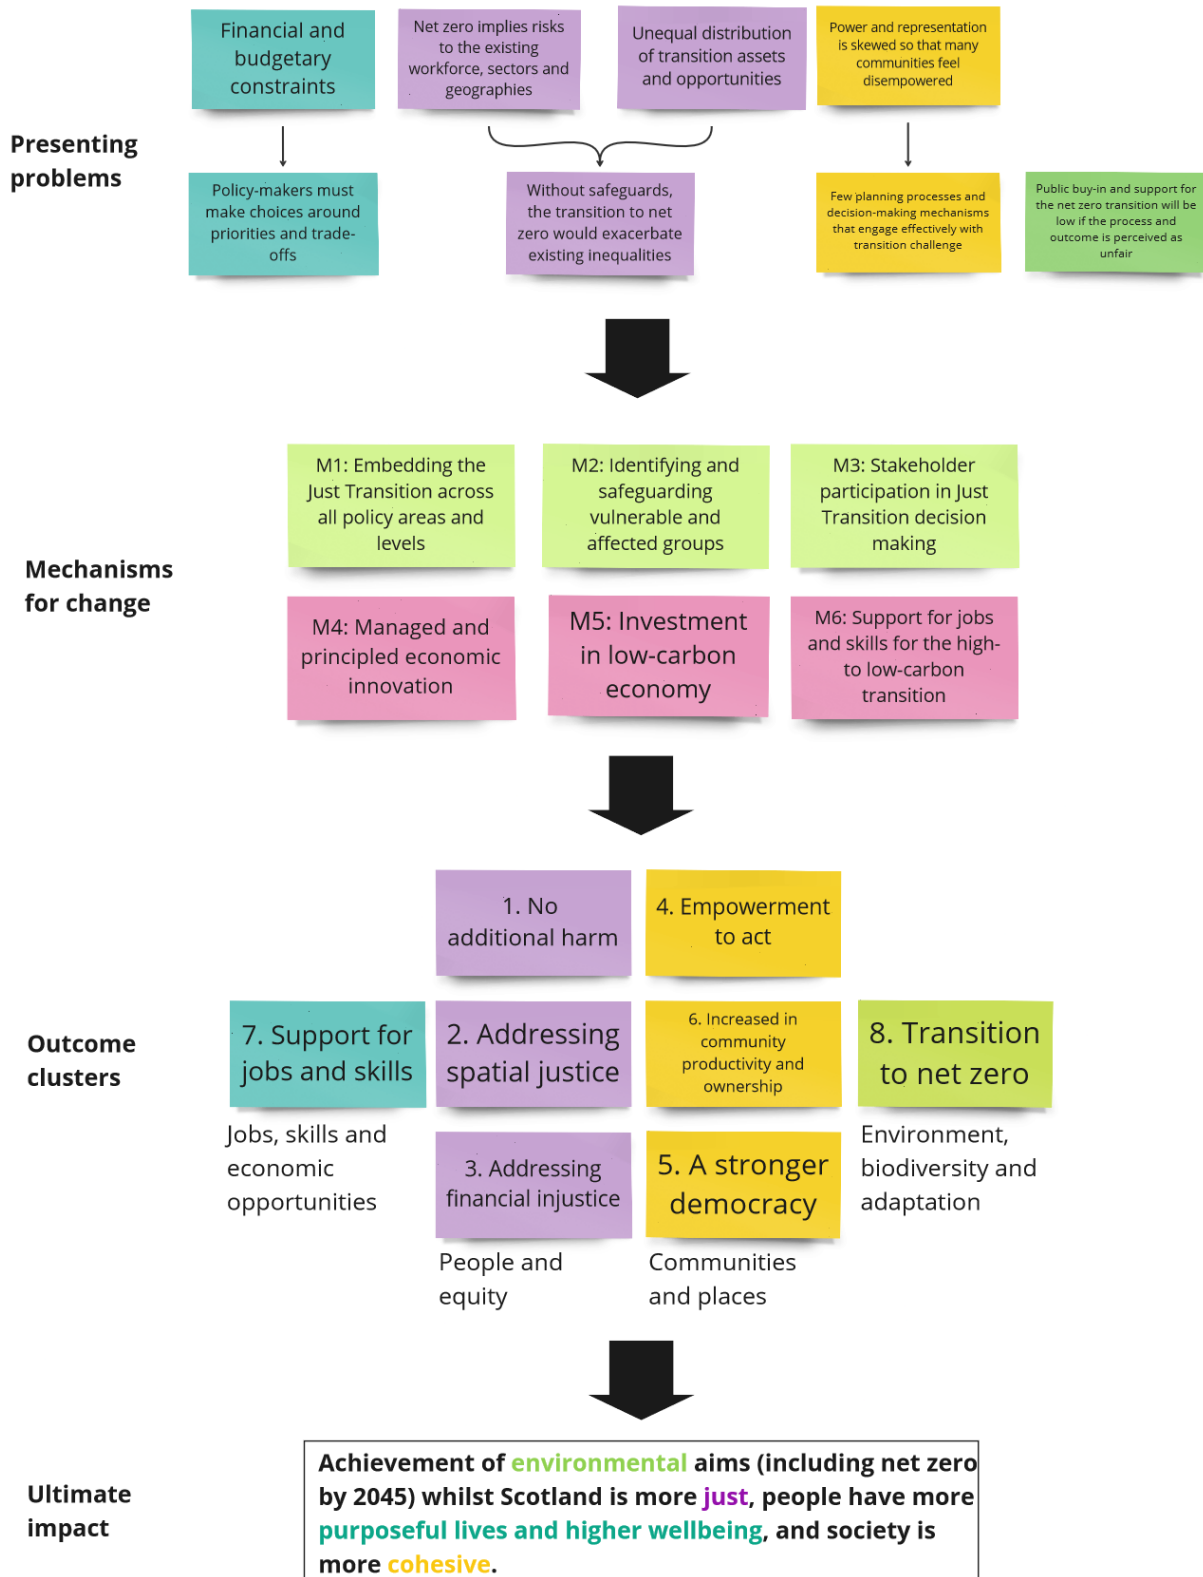 Financial and
budgetary
constraints
Net zero implies risks
to the existing
workforce, sectors and
geographies
Unequal distribution
of transition assets
and opportunities
Power and representation
is skewed so that many
communities feel
disempowered
Presenting
problems
Policy-makers must
make choices around
priorities and trade-
offs
Without safeguards,
the transition to net
zero would exacerbate
existing inequalities
Few planning processes and
decision-making mechanisms
that engage effectively with
transition challenge
Public buy-in and support for
the net zero transition will be
low if the process and
outcome is perceived as
unfair
Mechanisms
for change
M1: Embedding the
Just Transition across
all policy areas and
levels
M2: Identifying and
safeguarding
vulnerable and
affected groups
M3: Stakeholder
participation in Just
Transition decision
making
M4: Managed and
principled economic
innovation
M5: Investment
in low-carbon
economy
M6: Support for jobs
and skills for the high-
to low-carbon
transition
Outcome
clusters
1. No
additional harm
4. Empowerment
to act
7. Support for
jobs and skills
2. Addressing
spatial justice
6. Increased in
community
productivity and
ownership
8. Transition
to net zero
Jobs, skills and
economic
opportunities
3. Addressing
financial injustice
5. A stronger
democracy
Environment,
biodiversity and
adaptation
People and
equity
Communities
and places
Ultimate
impact
Achievement of environmental aims (including net zero
by 2045) whilst Scotland is more just, people have more
purposeful lives and higher wellbeing, and society is
more cohesive.